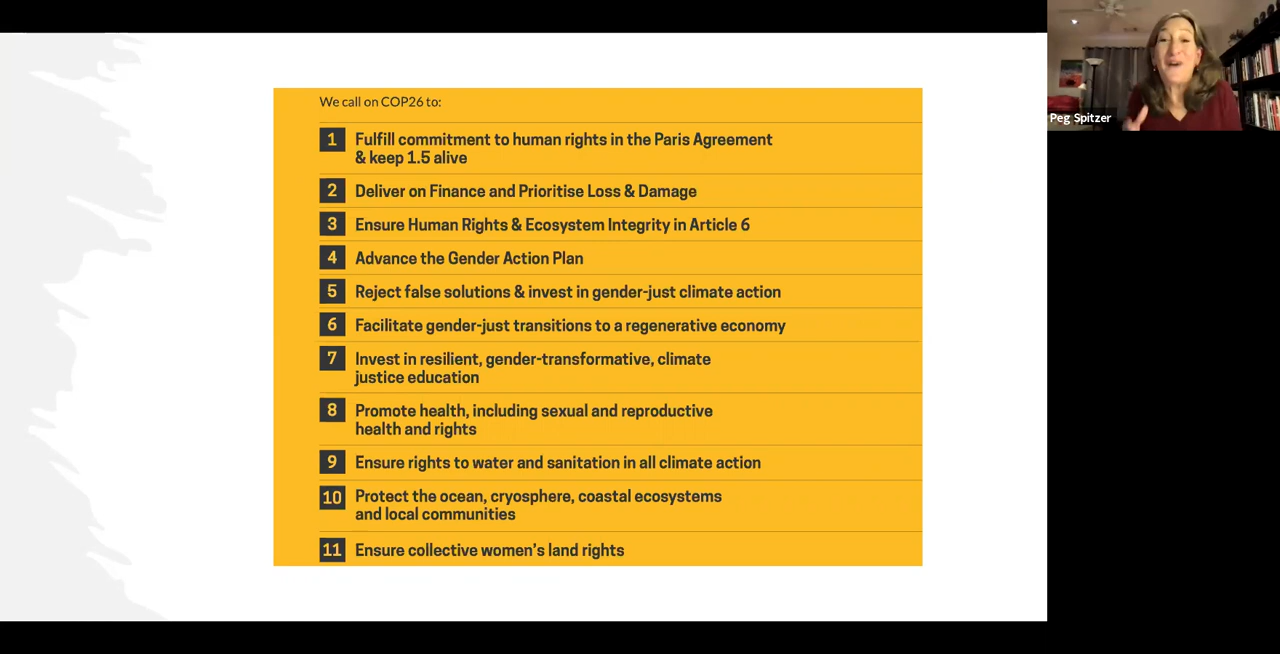 We call on COP26 to:
1 Fulfill commitment to human rights in the Paris Agreement
& keep 1.5 alive
2 Deliver on Finance and Prioritise Loss & Damage
3 Ensure Human Rights & Ecosystem Integrity in Article 6
4 Advance the Gender Action Plan
5 Reject false solutions & invest in gender-just climate action
6 Facilitate gender-just transitions to a regenerative economy
7 Invest in resilient, gender-transformative, climate
justice education
8 Promote health, including sexual and reproductive
health and rights
9 Ensure rights to water and sanitation in all climate action
10 Protect the ocean, cryosphere, coastal ecosystems
and local communities
11 Ensure collective women's land rights
Peg Spitzer